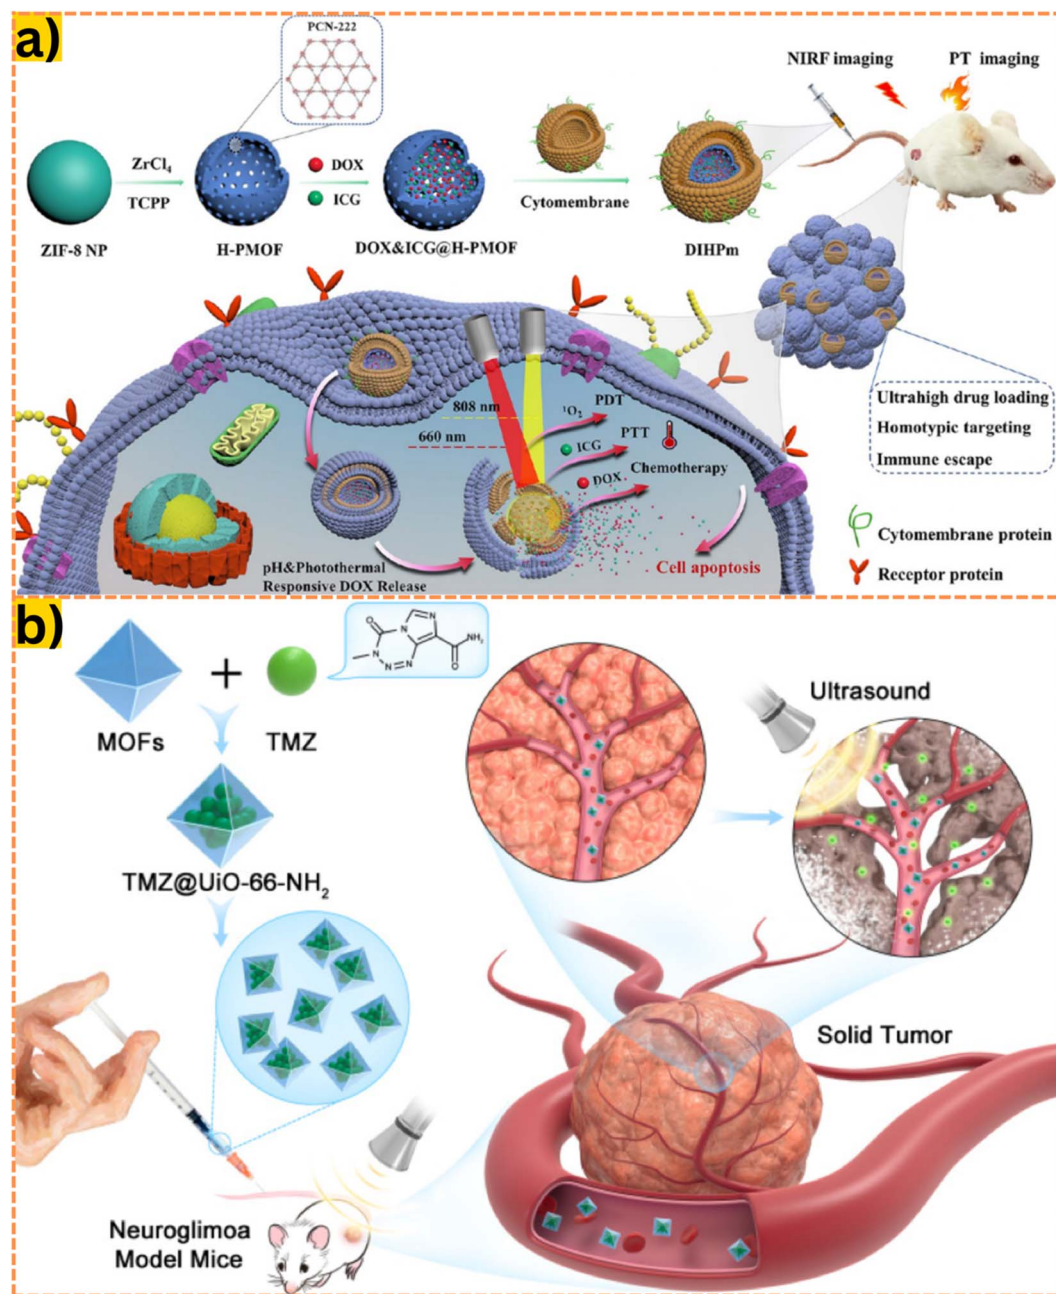 a)
PCN-222
NIRF imaging
PT imaging
ZrCl₄
TCPP
DOX
ICG
Cytomembrane
ZIF-8 NP
H-PMOF
DOX&ICG@H-PMOF
DIHPm
808 nm
660 nm
¹O₂
PDT
ICG
PTT
DOX
Chemotherapy
Cell apoptosis
pH&Photothermal
Responsive DOX Release
Ultrahigh drug loading
Homotypic targeting
Immune escape
Cytomembrane protein
Receptor protein
b)
MOFs
+
TMZ
O
N
N
NH₂
N
N
N
O
TMZ@UiO-66-NH₂
Ultrasound
Solid Tumor
Neuroglimoa
Model Mice